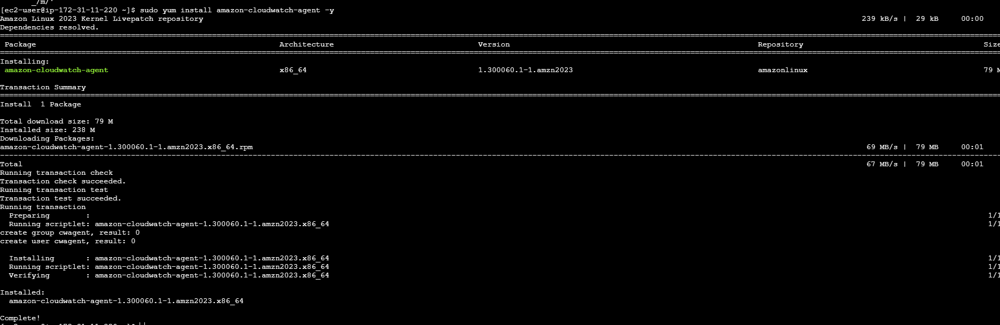 _/m/'
[ec2-user@ip-172-31-11-220 ~]$ sudo yum install amazon-cloudwatch-agent -y
Amazon Linux 2023 Kernel Livepatch repository 239 kB/s | 29 kB 00:00
Dependencies resolved.
Package Architecture Version Repository Size
Installing:
amazon-cloudwatch-agent x86_64 1.300060.1-1.amzn2023 amazonlinux 79 M
Transaction Summary
Install 1 Package
Total download size: 79 M
Installed size: 238 M
Downloading Packages:
amazon-cloudwatch-agent-1.300060.1-1.amzn2023.x86_64.rpm 69 MB/s | 79 MB 00:01
Total 67 MB/s | 79 MB 00:01
Running transaction check
Transaction check succeeded.
Running transaction test
Transaction test succeeded.
Running transaction
Preparing : 1/1
Running scriptlet: amazon-cloudwatch-agent-1.300060.1-1.amzn2023.x86_64 1/1
create group cwagent, result: 0
create user cwagent, result: 0
Installing : amazon-cloudwatch-agent-1.300060.1-1.amzn2023.x86_64 1/1
Running scriptlet: amazon-cloudwatch-agent-1.300060.1-1.amzn2023.x86_64 1/1
Verifying : amazon-cloudwatch-agent-1.300060.1-1.amzn2023.x86_64 1/1
Installed:
amazon-cloudwatch-agent-1.300060.1-1.amzn2023.x86_64
Complete!